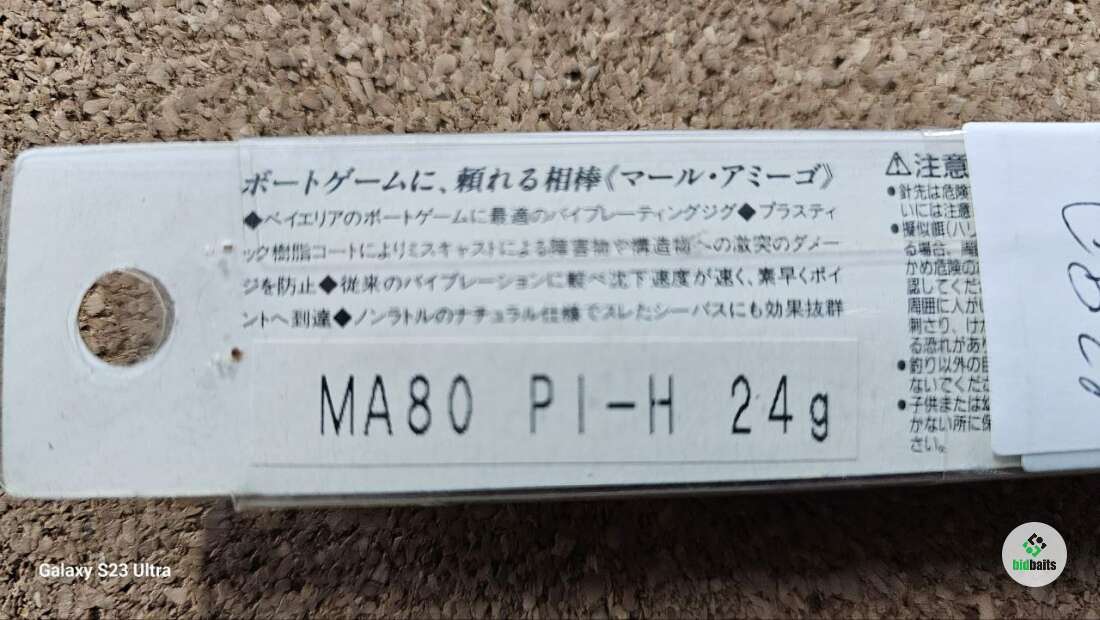 ボートゲームに、頼れる相棒《マール・アミーゴ》
◆ベイエリアのボートゲームに最適のバイブレーティングジグ◆プラスティ
ック樹脂コートによりミスキャストによる障害物や構造物への激突のダメー
ジを防止◆従来のバイブレーションに較べ沈下速度が速く、素早くポイ
ントへ到達◆ノンラトルのナチュラル仕様でスレたシーバスにも効果抜群
MA80 PI-H 24g
⚠注意
●針先は危険
いには注意
●擬似餌(ハリ
る場合、周
かめ危険の
認してくだ
周囲に人が
刺さり、けが
る恐れがあり
●釣り以外の目
ないでくださ
●子供または幼
かない所に保
さい。
Galaxy S23 Ultra
bidbaits